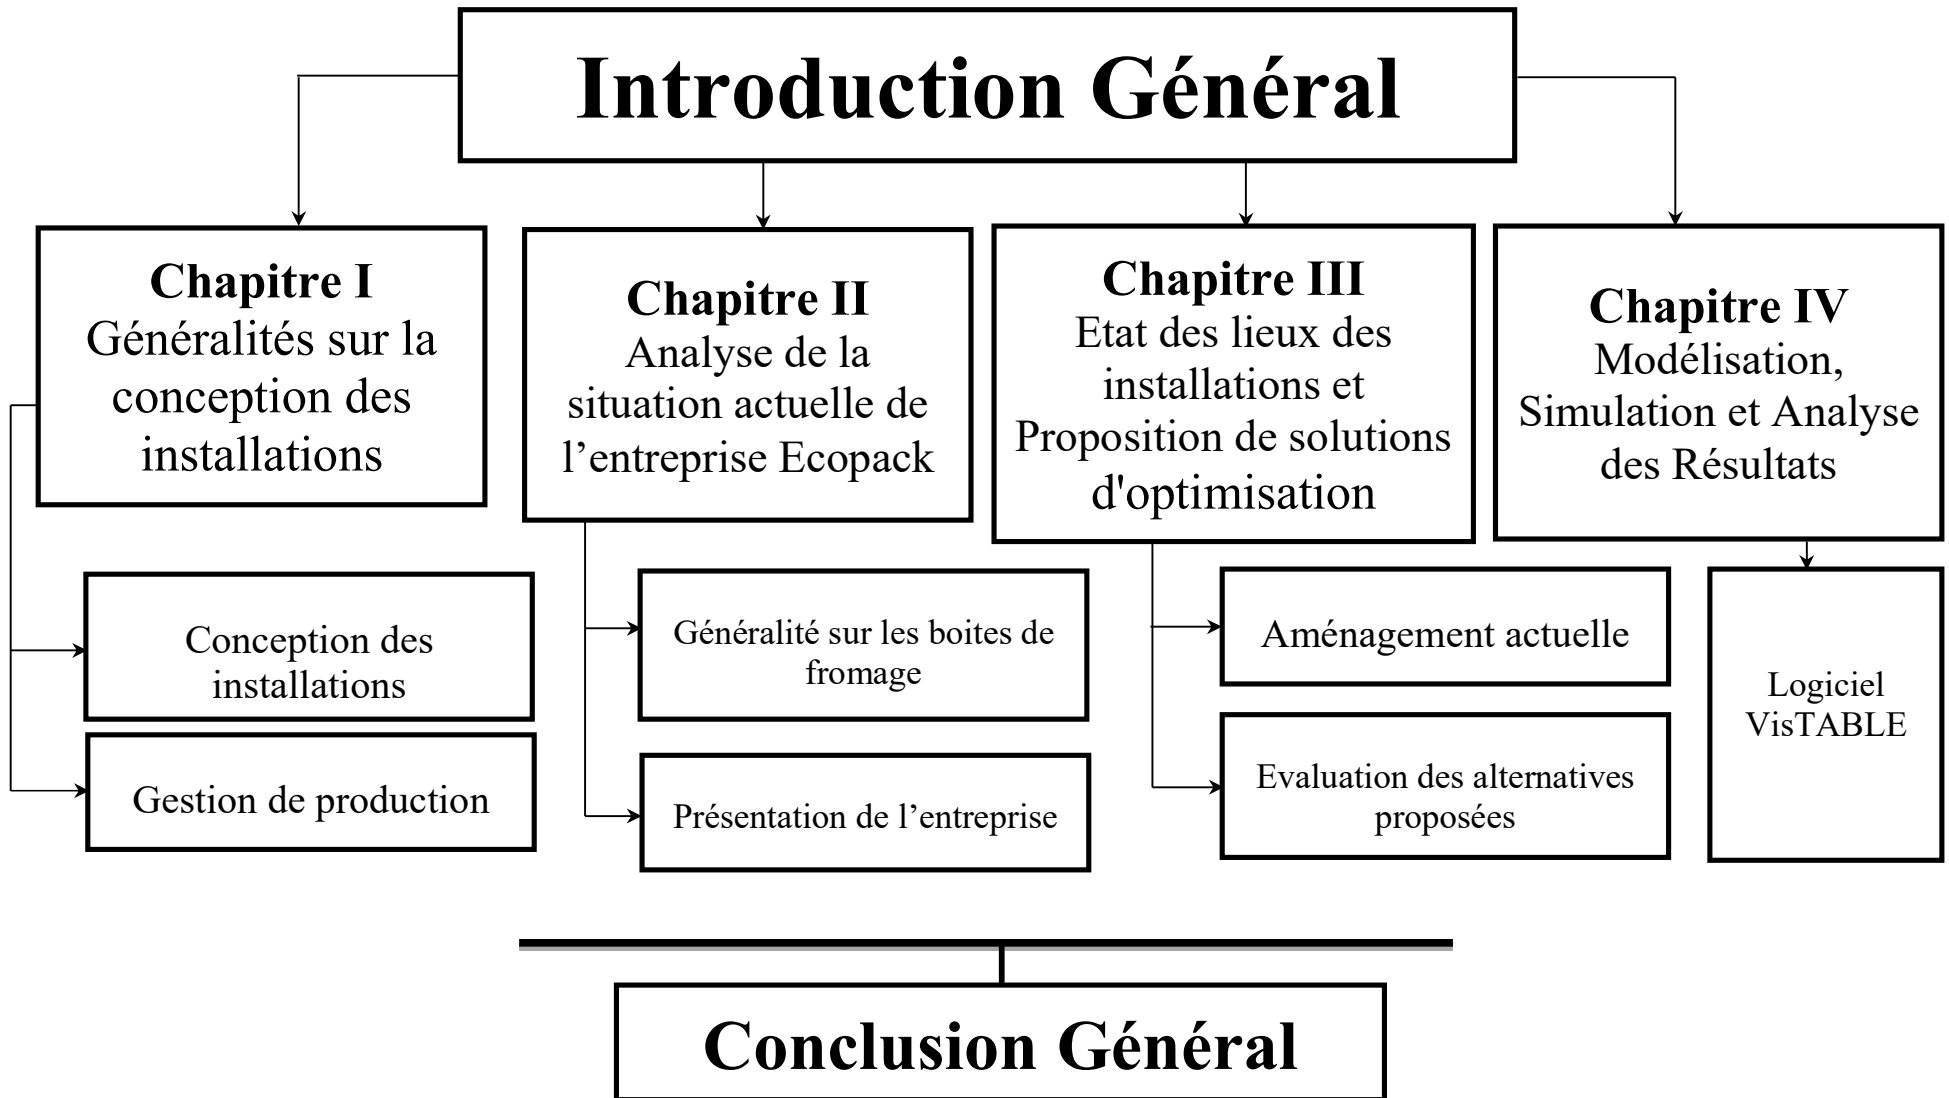 Introduction Général
Chapitre I
Généralités sur la
conception des
installations
Chapitre II
Analyse de la
situation actuelle de
l’entreprise Ecopack
Chapitre III
Etat des lieux des
installations et
Proposition de solutions
d'optimisation
Chapitre IV
Modélisation,
Simulation et Analyse
des Résultats
Conception des
installations
Gestion de production
Généralité sur les boites de
fromage
Présentation de l’entreprise
Aménagement actuelle
Evaluation des alternatives
proposées
Logiciel
VisTABLE
Conclusion Général